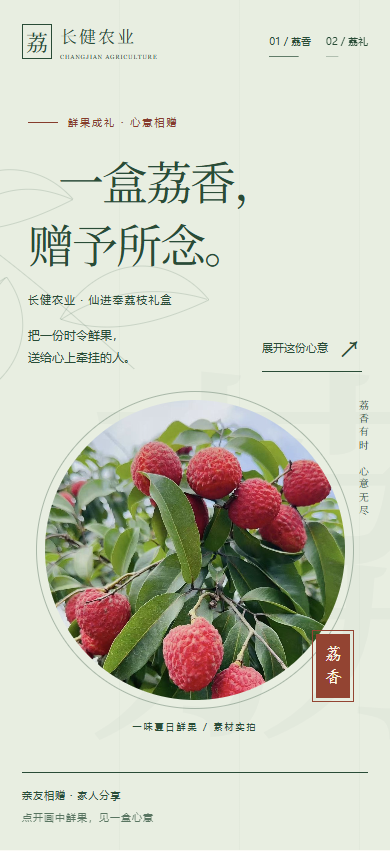 荔
长健农业
CHANGJIAN AGRICULTURE
01 / 荔香
02 / 荔礼
鲜果成礼 · 心意相赠
一盒荔香，
赠予所念。
长健农业 · 仙进奉荔枝礼盒
把一份时令鲜果，
送给心上牵挂的人。
展开这份心意
荔香有时 心意无尽
荔香
一味夏日鲜果 / 素材实拍
亲友相赠 · 家人分享
点开画中鲜果，见一盒心意